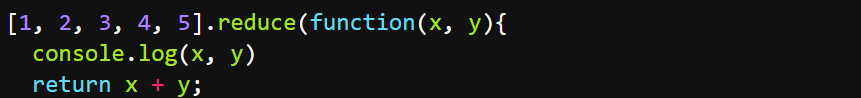 [1, 2, 3, 4, 5].reduce(function(x, y){
  console.log(x, y)
  return x + y;